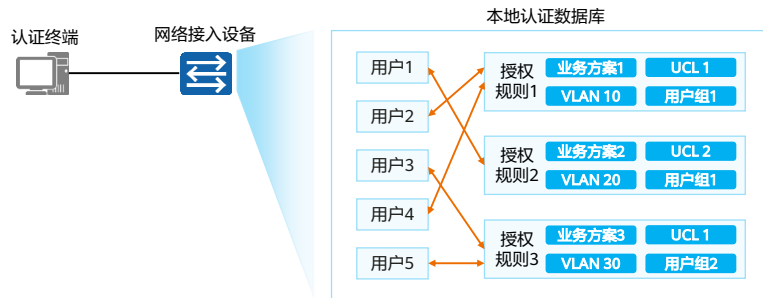 本地认证数据库
认证终端
网络接入设备
用户1
用户2
用户3
用户4
用户5
授权
规则1
业务方案1
UCL 1
VLAN 10
用户组1
授权
规则2
业务方案2
UCL 2
VLAN 20
用户组1
授权
规则3
业务方案3
UCL 1
VLAN 30
用户组2